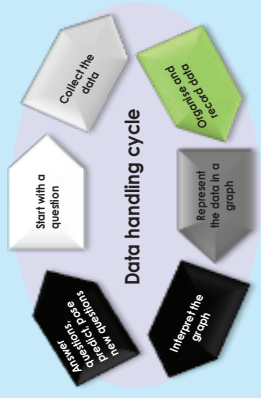 Data handling cycle
Start with a
question
Collect the
data
Organise and
record data
Represent
the data in a
graph
Interpret the
graph
Answer
questions,
predict, pose
new questions